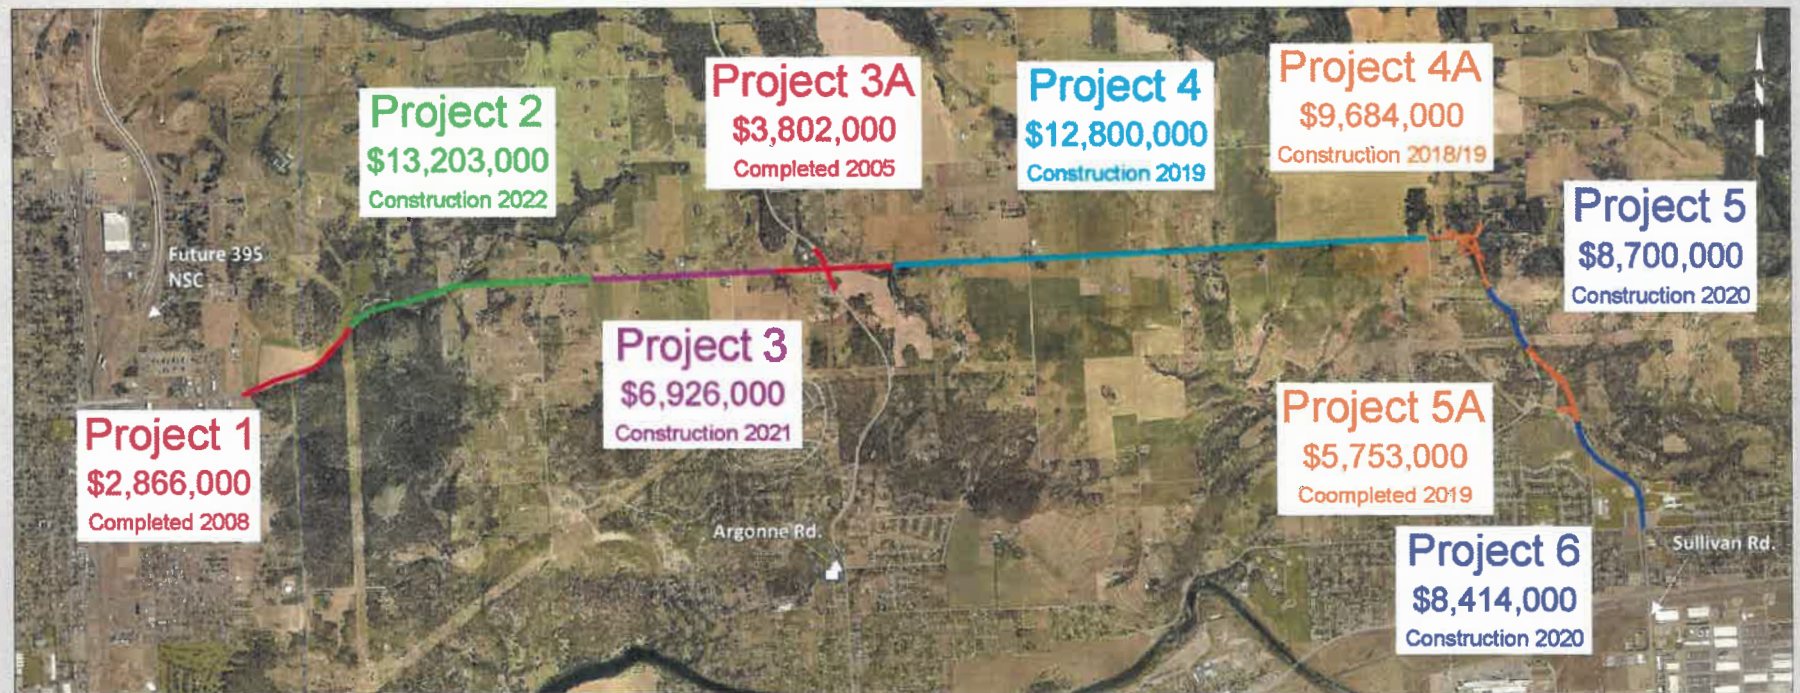 Project 2
$13,203,000
Construction 2022
Project 3A
$3,802,000
Completed 2005
Project 4
$12,800,000
Construction 2019
Project 4A
$9,684,000
Construction 2018/19
Project 5
$8,700,000
Construction 2020
Future 395
NSC
Project 3
$6,926,000
Construction 2021
Project 1
$2,866,000
Completed 2008
Project 5A
$5,753,000
Coompleted 2019
Argonne Rd.
Project 6
$8,414,000
Construction 2020
Sullivan Rd.